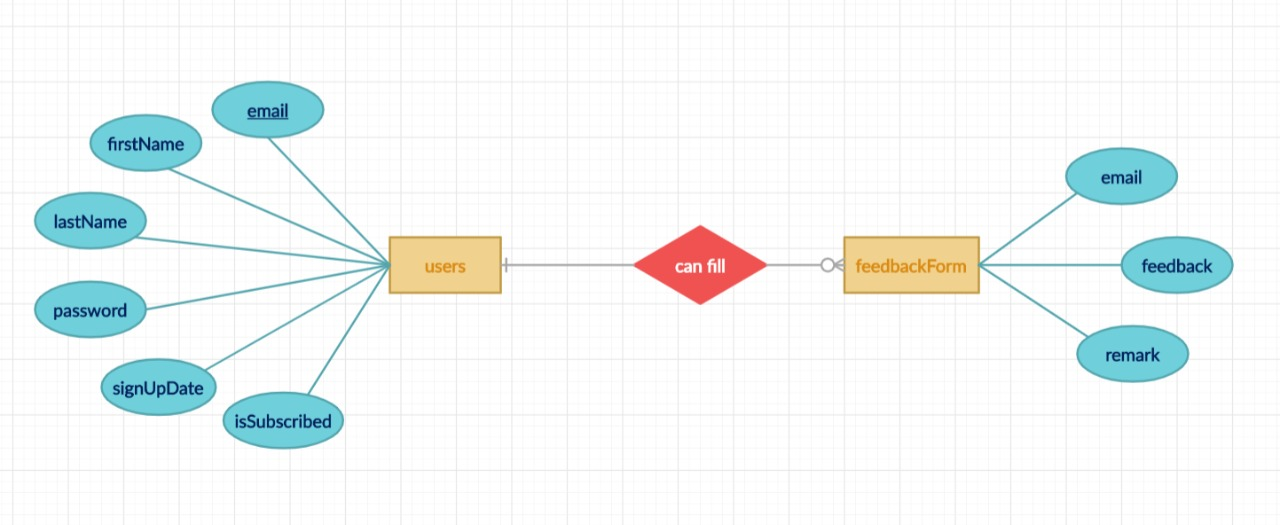 email
firstName
lastName
password
signUpDate
isSubscribed
users
can fill
feedbackForm
email
feedback
remark